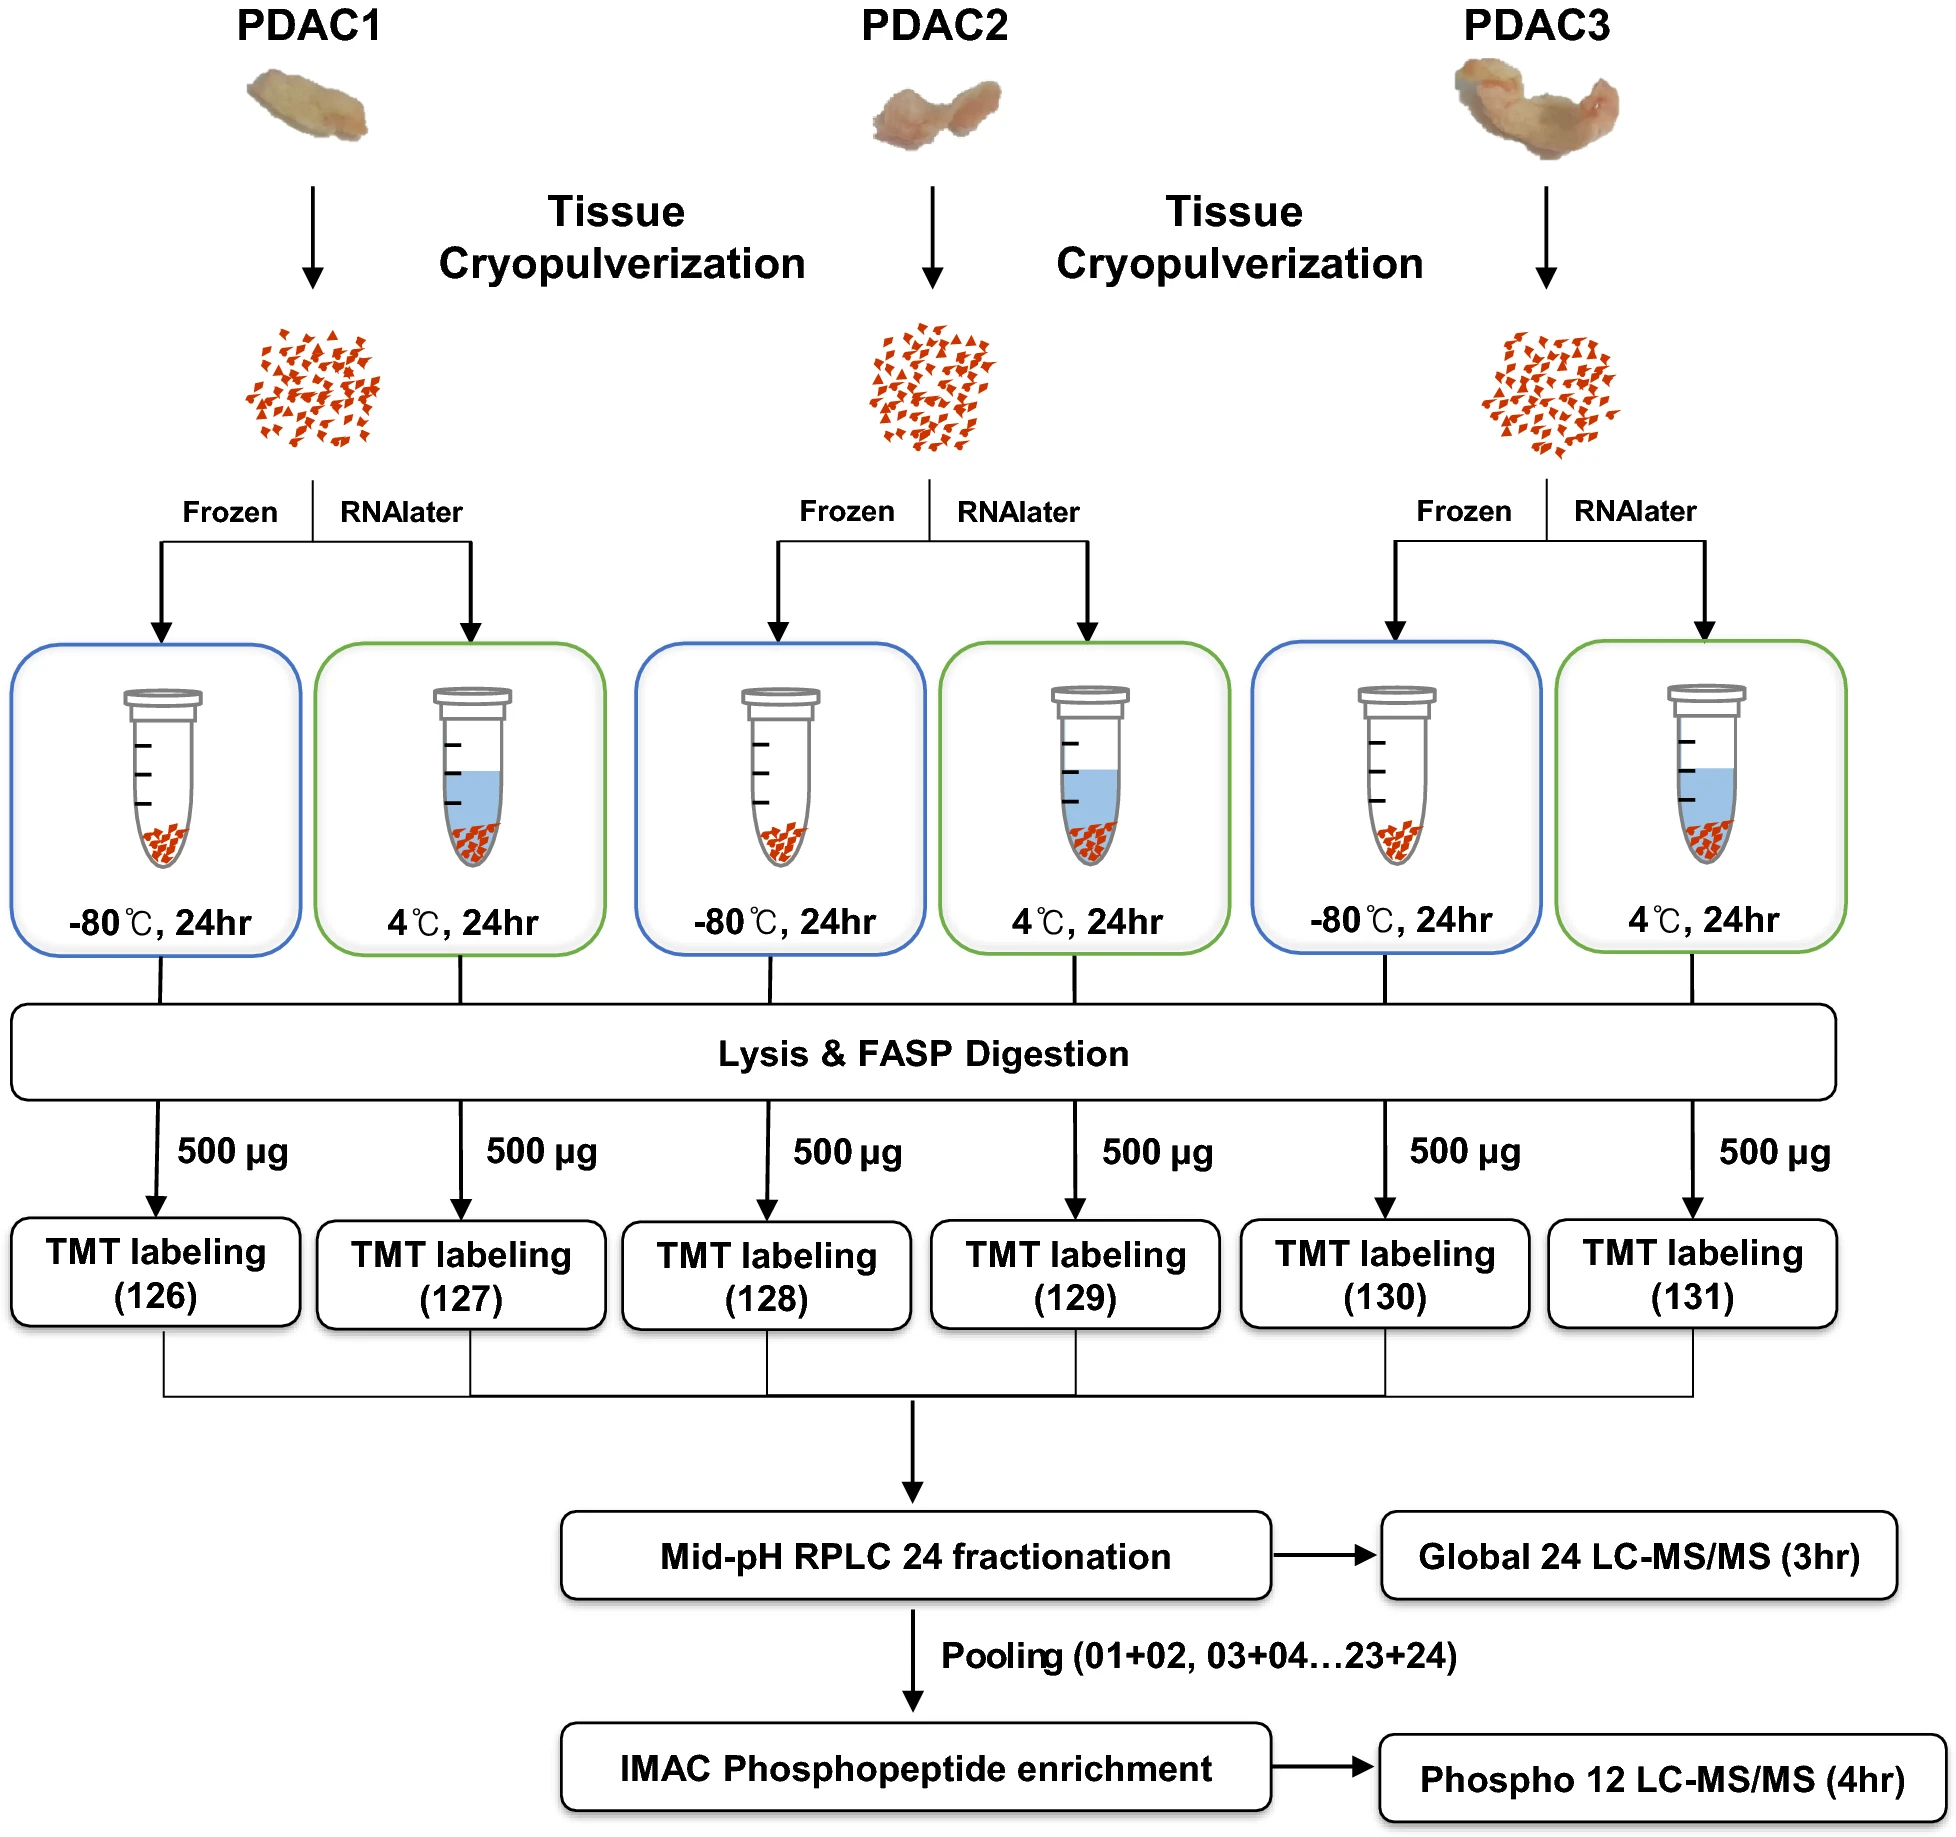 PDAC1
PDAC2
PDAC3
Tissue
Cryopulverization
Tissue
Cryopulverization
Frozen
RNAlater
Frozen
RNAlater
Frozen
RNAlater
-80℃, 24hr
4℃, 24hr
-80℃, 24hr
4℃, 24hr
-80℃, 24hr
4℃, 24hr
Lysis & FASP Digestion
500 µg
500 µg
500 µg
500 µg
500 µg
500 µg
TMT labeling
(126)
TMT labeling
(127)
TMT labeling
(128)
TMT labeling
(129)
TMT labeling
(130)
TMT labeling
(131)
Mid-pH RPLC 24 fractionation
Global 24 LC-MS/MS (3hr)
Pooling (01+02, 03+04…23+24)
IMAC Phosphopeptide enrichment
Phospho 12 LC-MS/MS (4hr)